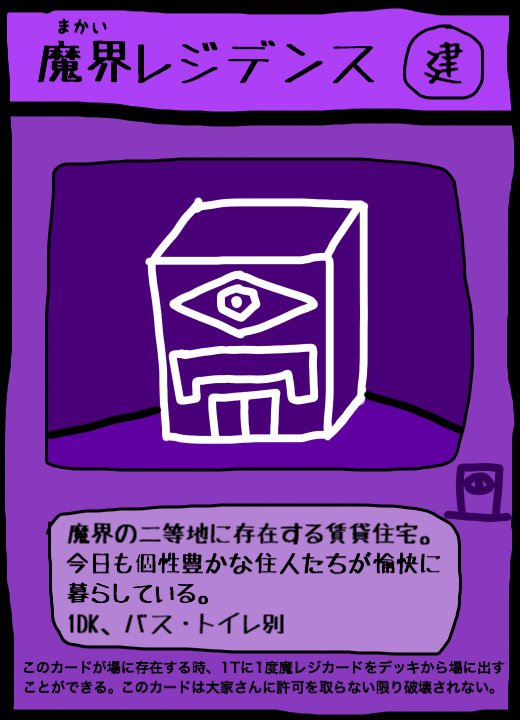 まかい
魔界レジデンス
建
魔界の二等地に存在する賃貸住宅。
今日も個性豊かな住人たちが愉快に
暮らしている。
1DK、バス・トイレ別
このカードが場に存在する時、1Tに1度魔レジカードをデッキから場に出す
ことができる。このカードは大家さんに許可を取らない限り破壊されない。